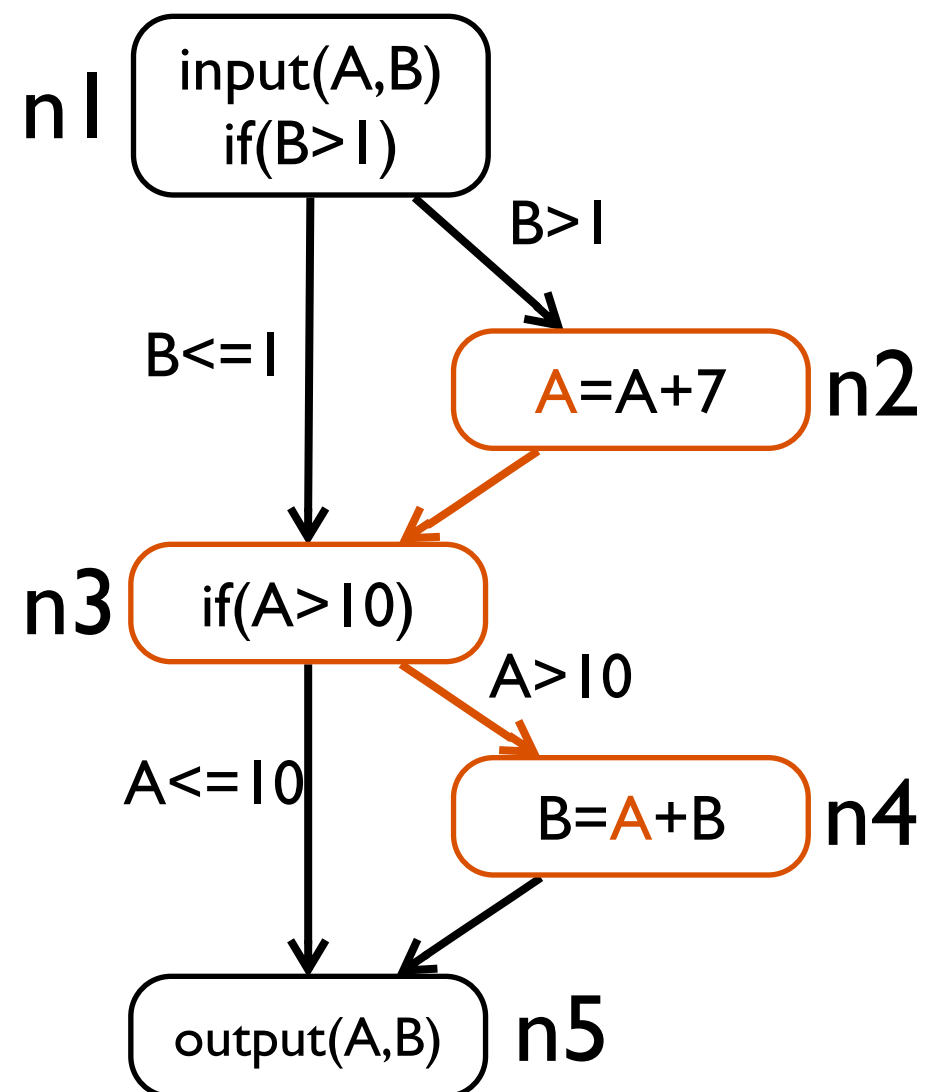 n1
input(A,B)
if(B>1)
B>1
B<=1
A=A+7
n2
n3
if(A>10)
A>10
A<=10
B=A+B
n4
output(A,B)
n5